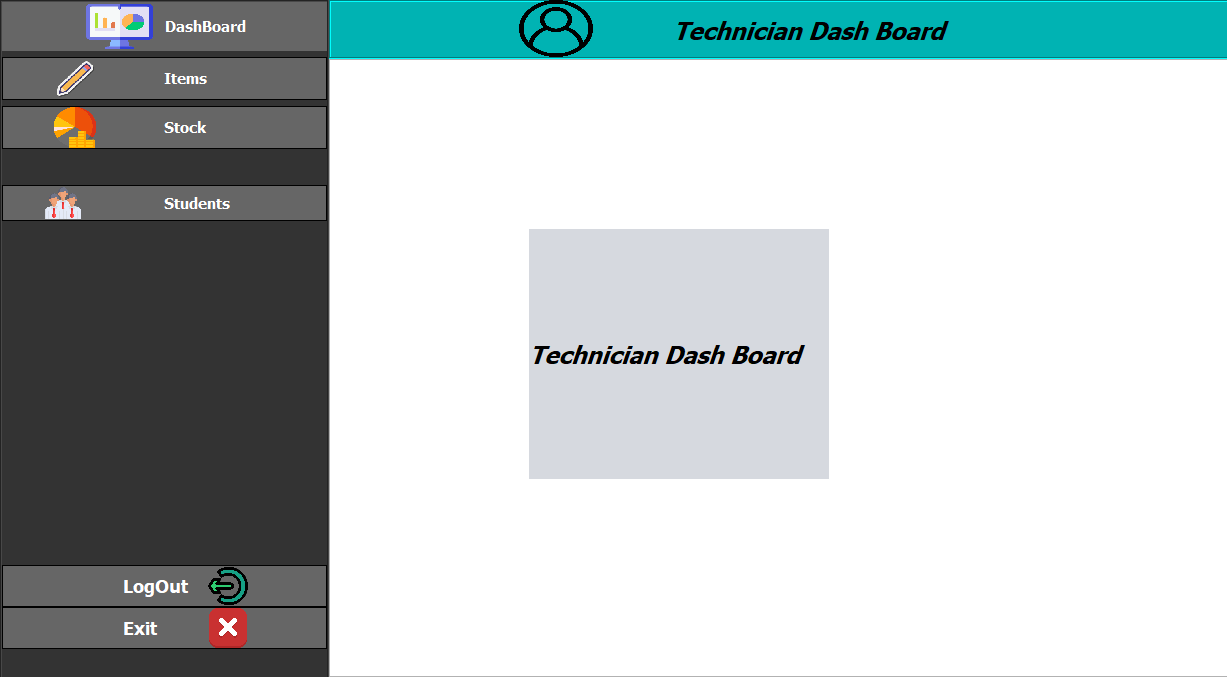 DashBoard
Items
Stock
Students
LogOut
Exit
Technician Dash Board
Technician Dash Board